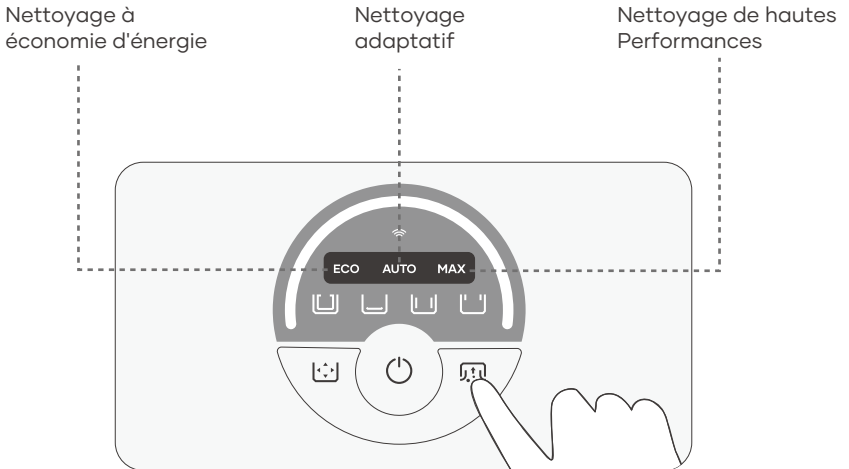 Nettoyage à
économie d'énergie
Nettoyage
adaptatif
Nettoyage de hautes
Performances
ECO AUTO MAX